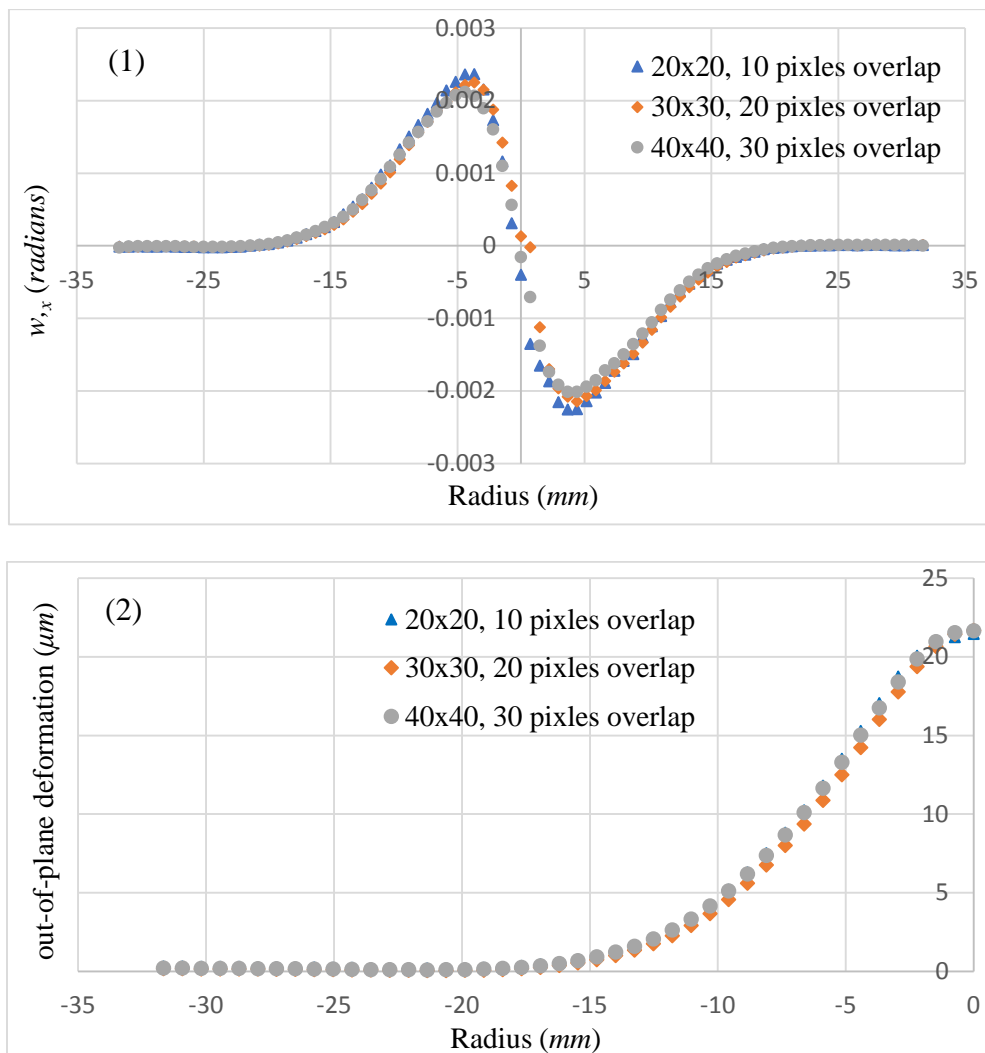 (1)
20x20, 10 pixles overlap
30x30, 20 pixles overlap
40x40, 30 pixles overlap
0.003
0.002
0.001
0
-0.001
-0.002
-0.003
-35 -25 -15 -5 5 15 25 35
w,x (radians)
Radius (mm)
(2)
20x20, 10 pixles overlap
30x30, 20 pixles overlap
40x40, 30 pixles overlap
25
20
15
10
5
0
-35 -30 -25 -20 -15 -10 -5 0
out-of-plane deformation (μm)
Radius (mm)